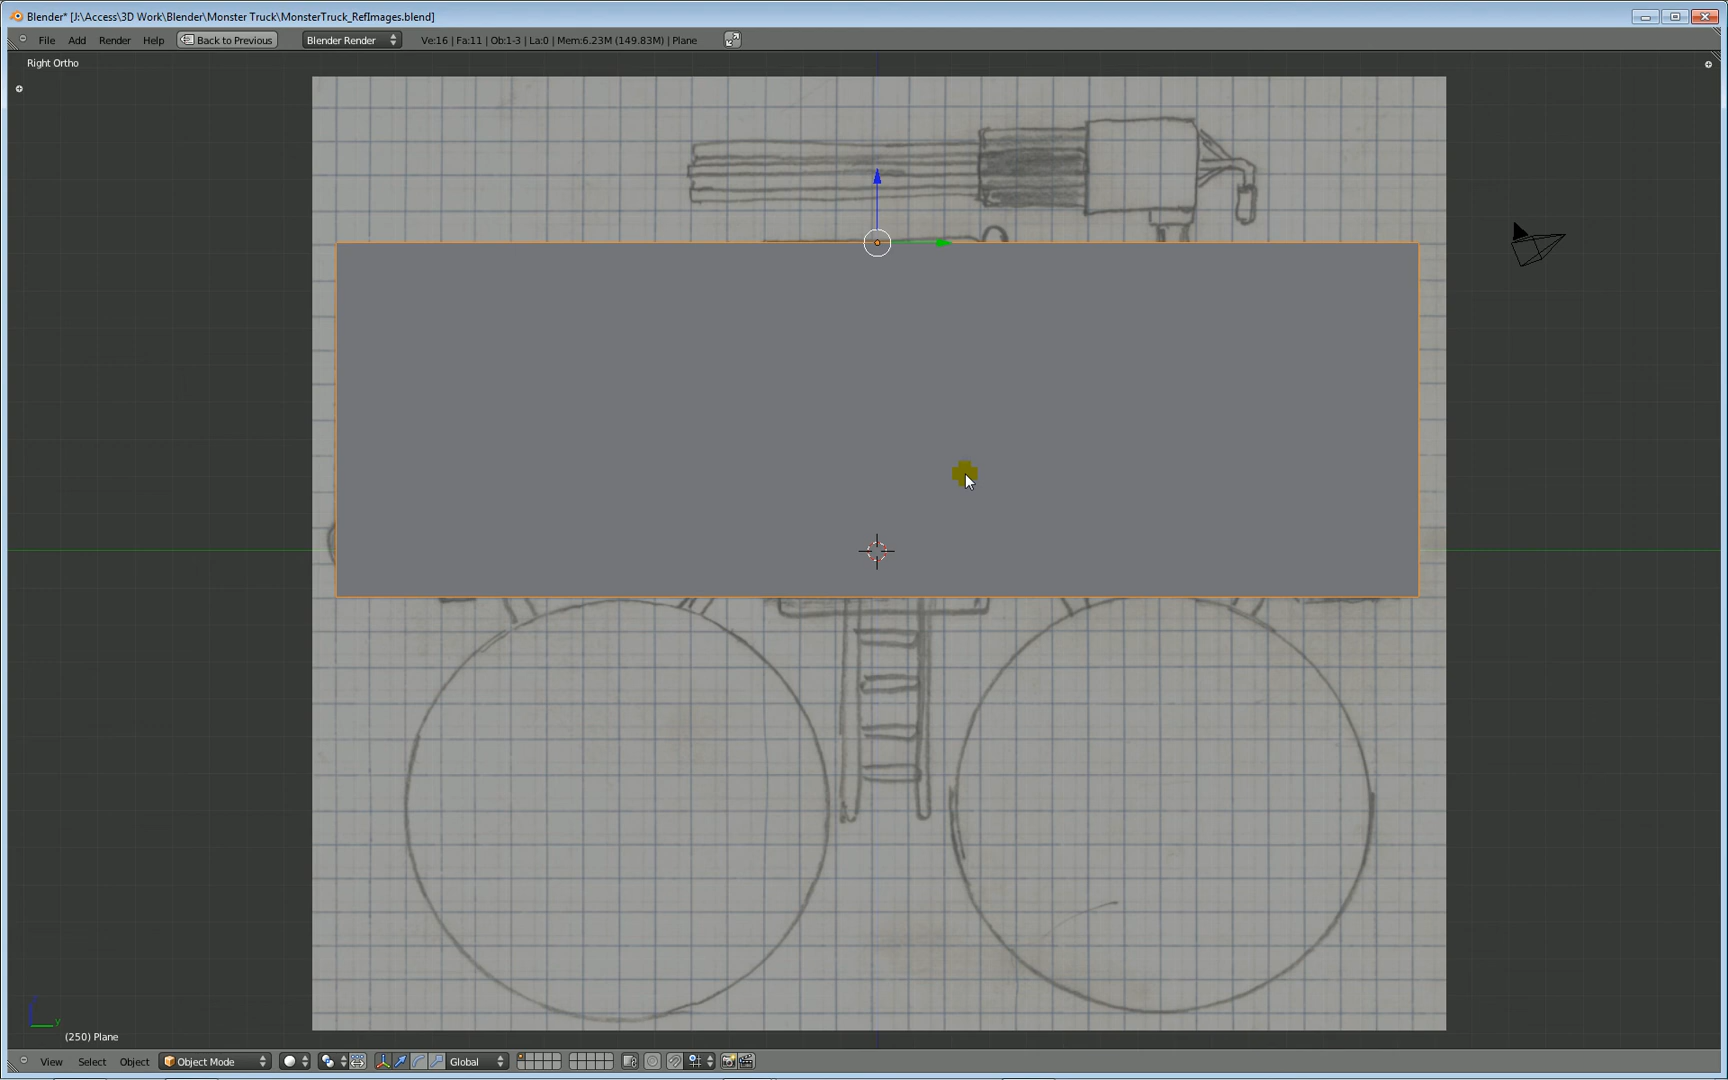 Blender* [J:\Access\3D Work\Blender\Monster Truck\MonsterTruck_RefImages.blend]
File Add Render Help Back to Previous Blender Render Ve:16 | Fa:11 | Ob:1-3 | La:0 | Mem:6.23M (149.83M) | Plane
Right Ortho
y
(250) Plane
View Select Object Object Mode Global